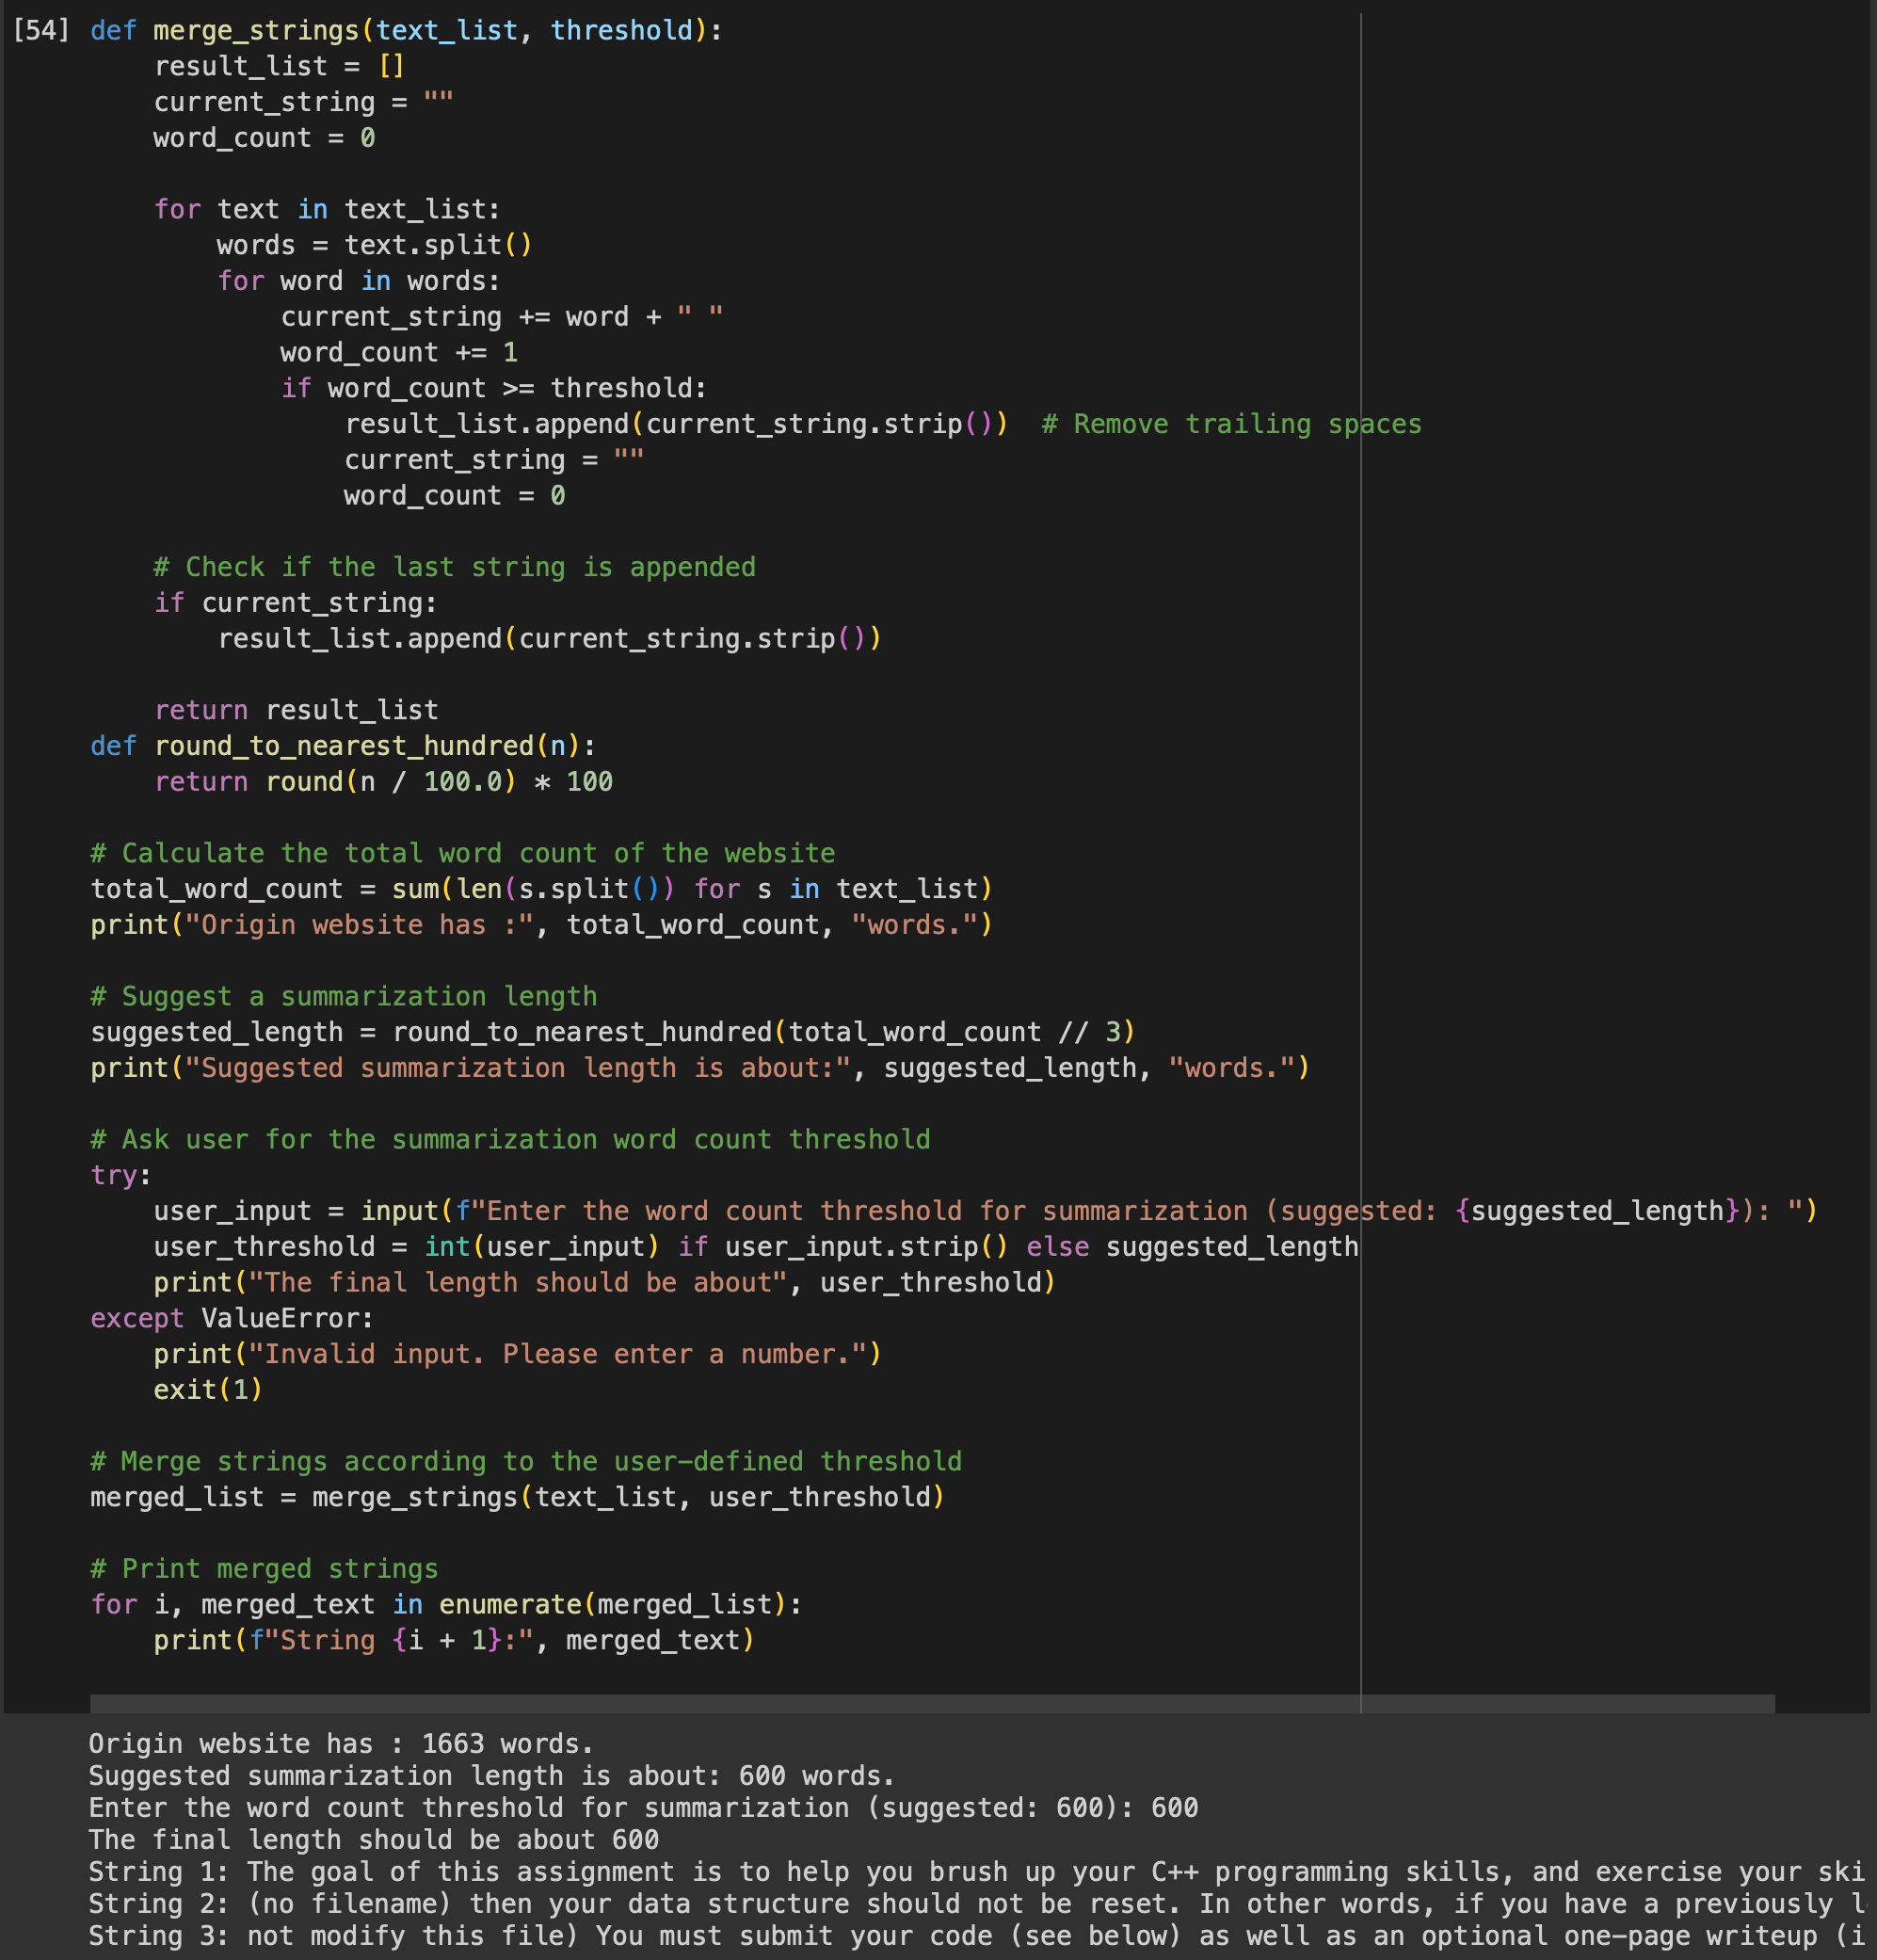 [54] def merge_strings(text_list, threshold):
    result_list = []
    current_string = ""
    word_count = 0

    for text in text_list:
        words = text.split()
        for word in words:
            current_string += word + " "
            word_count += 1
            if word_count >= threshold:
                result_list.append(current_string.strip())  # Remove trailing spaces
                current_string = ""
                word_count = 0

    # Check if the last string is appended
    if current_string:
        result_list.append(current_string.strip())

    return result_list
def round_to_nearest_hundred(n):
    return round(n / 100.0) * 100

# Calculate the total word count of the website
total_word_count = sum(len(s.split()) for s in text_list)
print("Origin website has :", total_word_count, "words.")

# Suggest a summarization length
suggested_length = round_to_nearest_hundred(total_word_count // 3)
print("Suggested summarization length is about:", suggested_length, "words.")

# Ask user for the summarization word count threshold
try:
    user_input = input(f"Enter the word count threshold for summarization (suggested: {suggested_length}): ")
    user_threshold = int(user_input) if user_input.strip() else suggested_length
    print("The final length should be about", user_threshold)
except ValueError:
    print("Invalid input. Please enter a number.")
    exit(1)

# Merge strings according to the user-defined threshold
merged_list = merge_strings(text_list, user_threshold)

# Print merged strings
for i, merged_text in enumerate(merged_list):
    print(f"String {i + 1}:", merged_text)

Origin website has : 1663 words.
Suggested summarization length is about: 600 words.
Enter the word count threshold for summarization (suggested: 600): 600
The final length should be about 600
String 1: The goal of this assignment is to help you brush up your C++ programming skills, and exercise your ski
String 2: (no filename) then your data structure should not be reset. In other words, if you have a previously l
String 3: not modify this file) You must submit your code (see below) as well as an optional one-page writeup (i